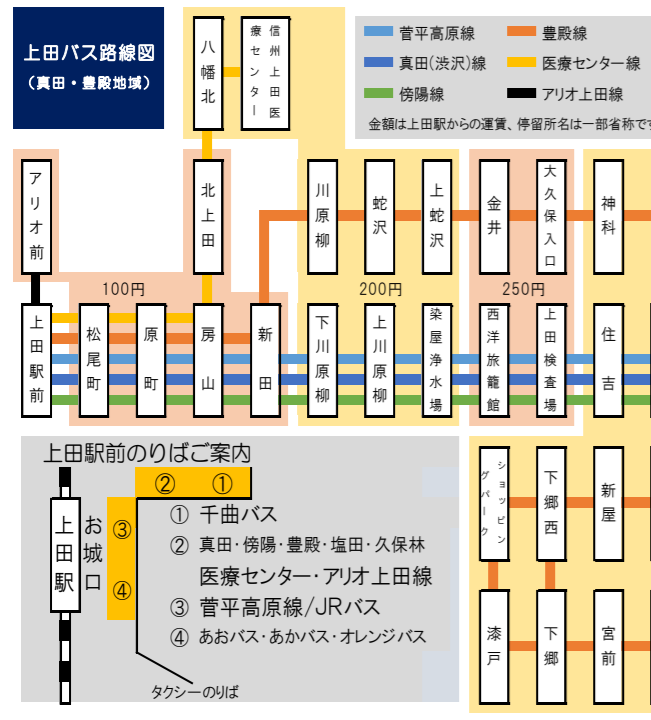 上田バス路線図
(真田・豊殿地域)
八幡北
信州上田医療センター
菅平高原線
豊殿線
真田(渋沢)線
医療センター線
傍陽線
アリオ上田線
金額は上田駅からの運賃、停留所名は一部省称です
アリオ前
北上田
川原柳
蛇沢
上蛇沢
金井
大久保入口
神科
100円
200円
250円
上田駅前
松尾町
原町
房山
新田
下川原柳
上川原柳
染屋浄水場
西洋旅籠館
上田検査場
住吉
上田駅前のりばご案内
② ①
上田駅
お城口
③
④
① 千曲バス
② 真田・傍陽・豊殿・塩田・久保林
医療センター・アリオ上田線
③ 菅平高原線/JRバス
④ あおバス・あかバス・オレンジバス
タクシーのりば
ショッピングパーク
下郷西
新屋
漆戸
下郷
宮前